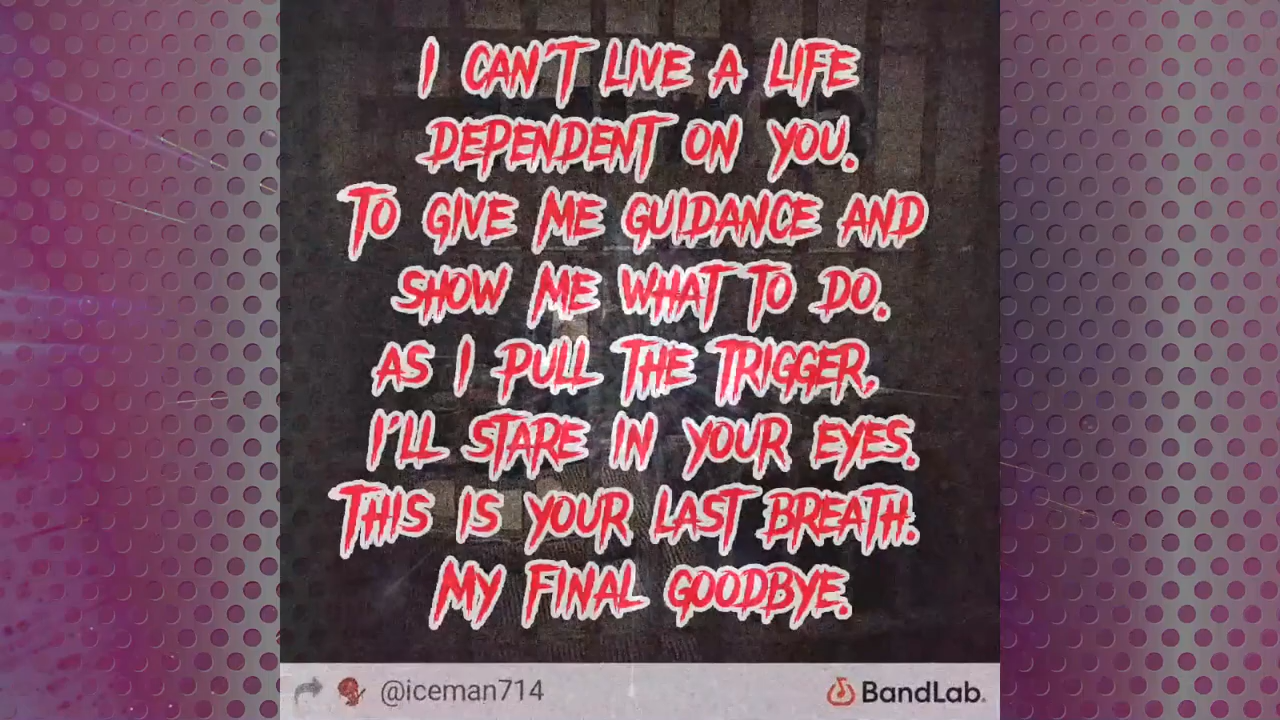 I CAN'T LIVE A LIFE
DEPENDENT ON YOU.
TO GIVE ME GUIDANCE AND
SHOW ME WHAT TO DO.
AS I PULL THE TRIGGER,
I'LL STARE IN YOUR EYES.
THIS IS YOUR LAST BREATH.
MY FINAL GOODBYE.
@iceman714 BandLab.